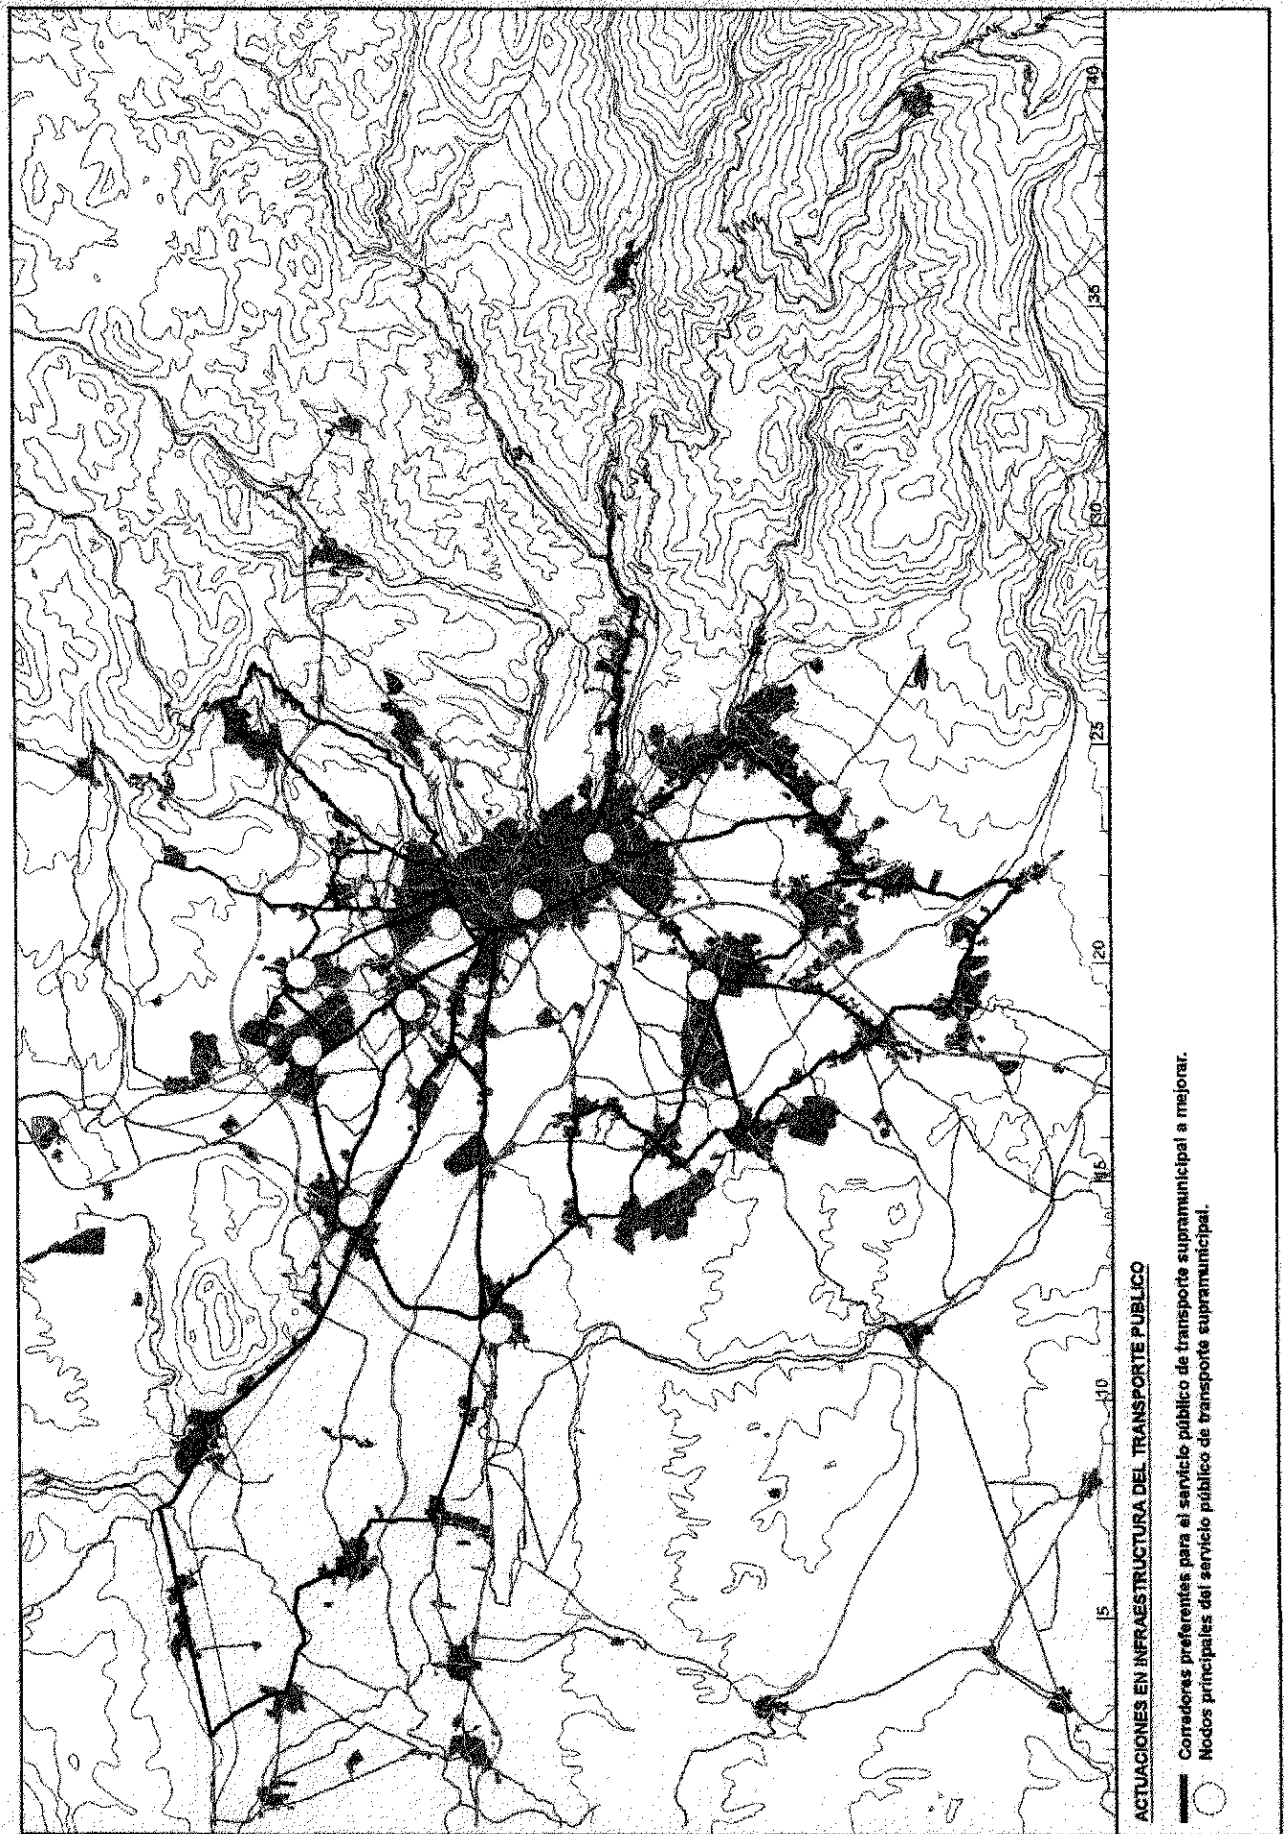 ACTUACIONES EN INFRAESTRUCTURA DEL TRANSPORTE PUBLICO
Corredores preferentes para el servicio público de transporte supramunicipal a mejorar.
Nodos principales del servicio público de transporte supramunicipal.
5
10
15
20
25
30
35
40